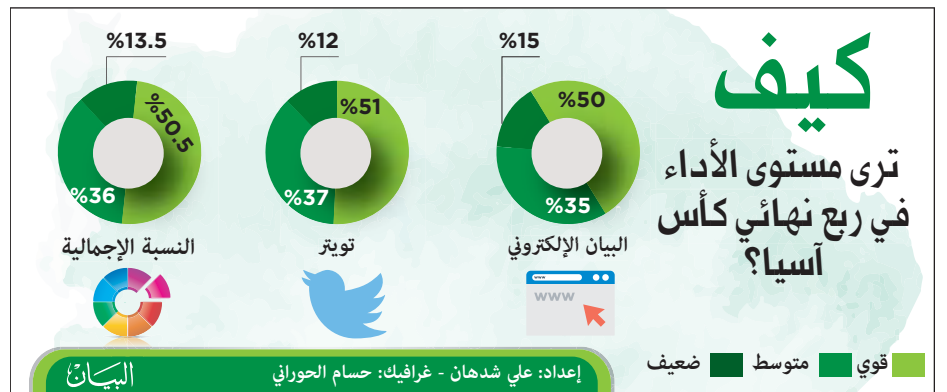 كيف
ترى مستوى الأداء
في ربع نهائي كأس
آسيا؟
قوي
متوسط
ضعيف
%15
%50
%35
البيان الإلكتروني
www
WWW
%12
%51
%37
تويتر
%13.5
%50.5
%36
النسبة الإجمالية
إعداد: علي شدهان - غرافيك: حسام الحوراني
البيان